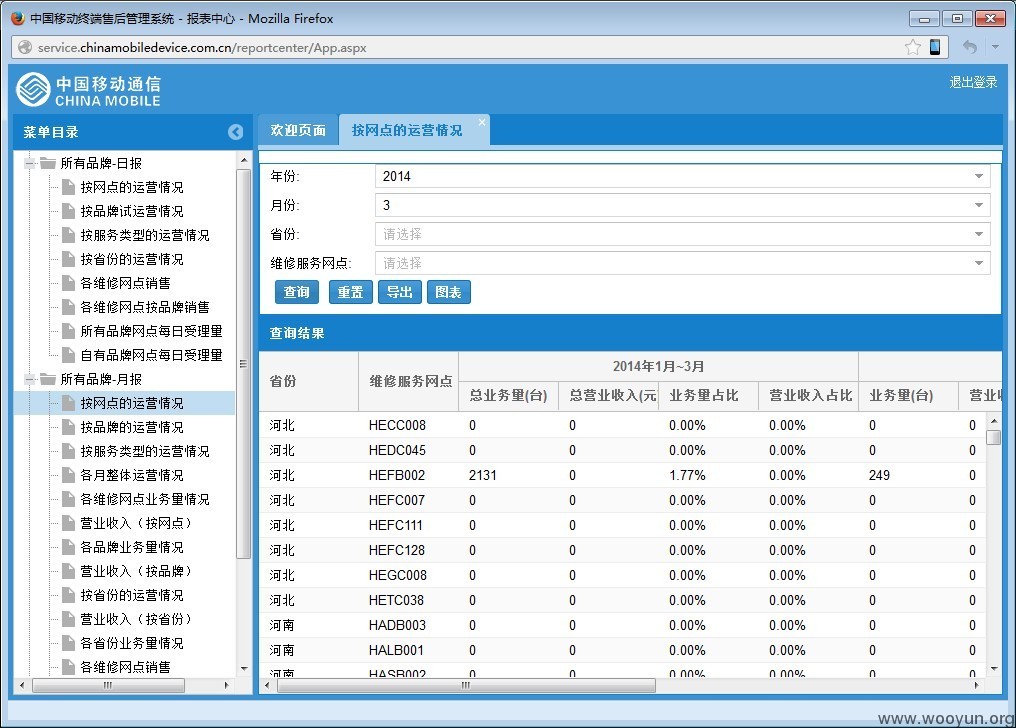 中国移动终端售后管理系统 - 报表中心 - Mozilla Firefox
service.chinamobiledevice.com.cn/reportcenter/App.aspx
中国移动通信
CHINA MOBILE
退出登录
菜单目录
所有品牌-日报
按网点的运营情况
按品牌试运营情况
按服务类型的运营情况
按省份的运营情况
各维修网点销售
各维修网点按品牌销售
所有品牌网点每日受理量
自有品牌网点每日受理量
所有品牌-月报
按网点的运营情况
按品牌的运营情况
按服务类型的运营情况
各月整体运营情况
各维修网点业务量情况
营业收入（按网点）
各品牌业务量情况
营业收入（按品牌）
按省份的运营情况
营业收入（按省份）
各省份业务量情况
各维修网点销售
欢迎页面 按网点的运营情况
年份: 2014
月份: 3
省份: 请选择
维修服务网点: 请选择
查询 重置 导出 图表
查询结果
省份 维修服务网点 2014年1月~3月
总业务量(台) 总营业收入(元 业务量占比 营业收入占比 业务量(台) 营业收
河北 HECC008 0 0 0.00% 0.00% 0 0
河北 HEDC045 0 0 0.00% 0.00% 0 0
河北 HEFB002 2131 0 1.77% 0.00% 249 0
河北 HEFC007 0 0 0.00% 0.00% 0 0
河北 HEFC111 0 0 0.00% 0.00% 0 0
河北 HEFC128 0 0 0.00% 0.00% 0 0
河北 HEGC008 0 0 0.00% 0.00% 0 0
河北 HETC038 0 0 0.00% 0.00% 0 0
河南 HADB003 0 0 0.00% 0.00% 0 0
河南 HALB001 0 0 0.00% 0.00% 0 0
河南 HASB002 0 0 0.00% 0.00% 0 0
www.wooyun.org